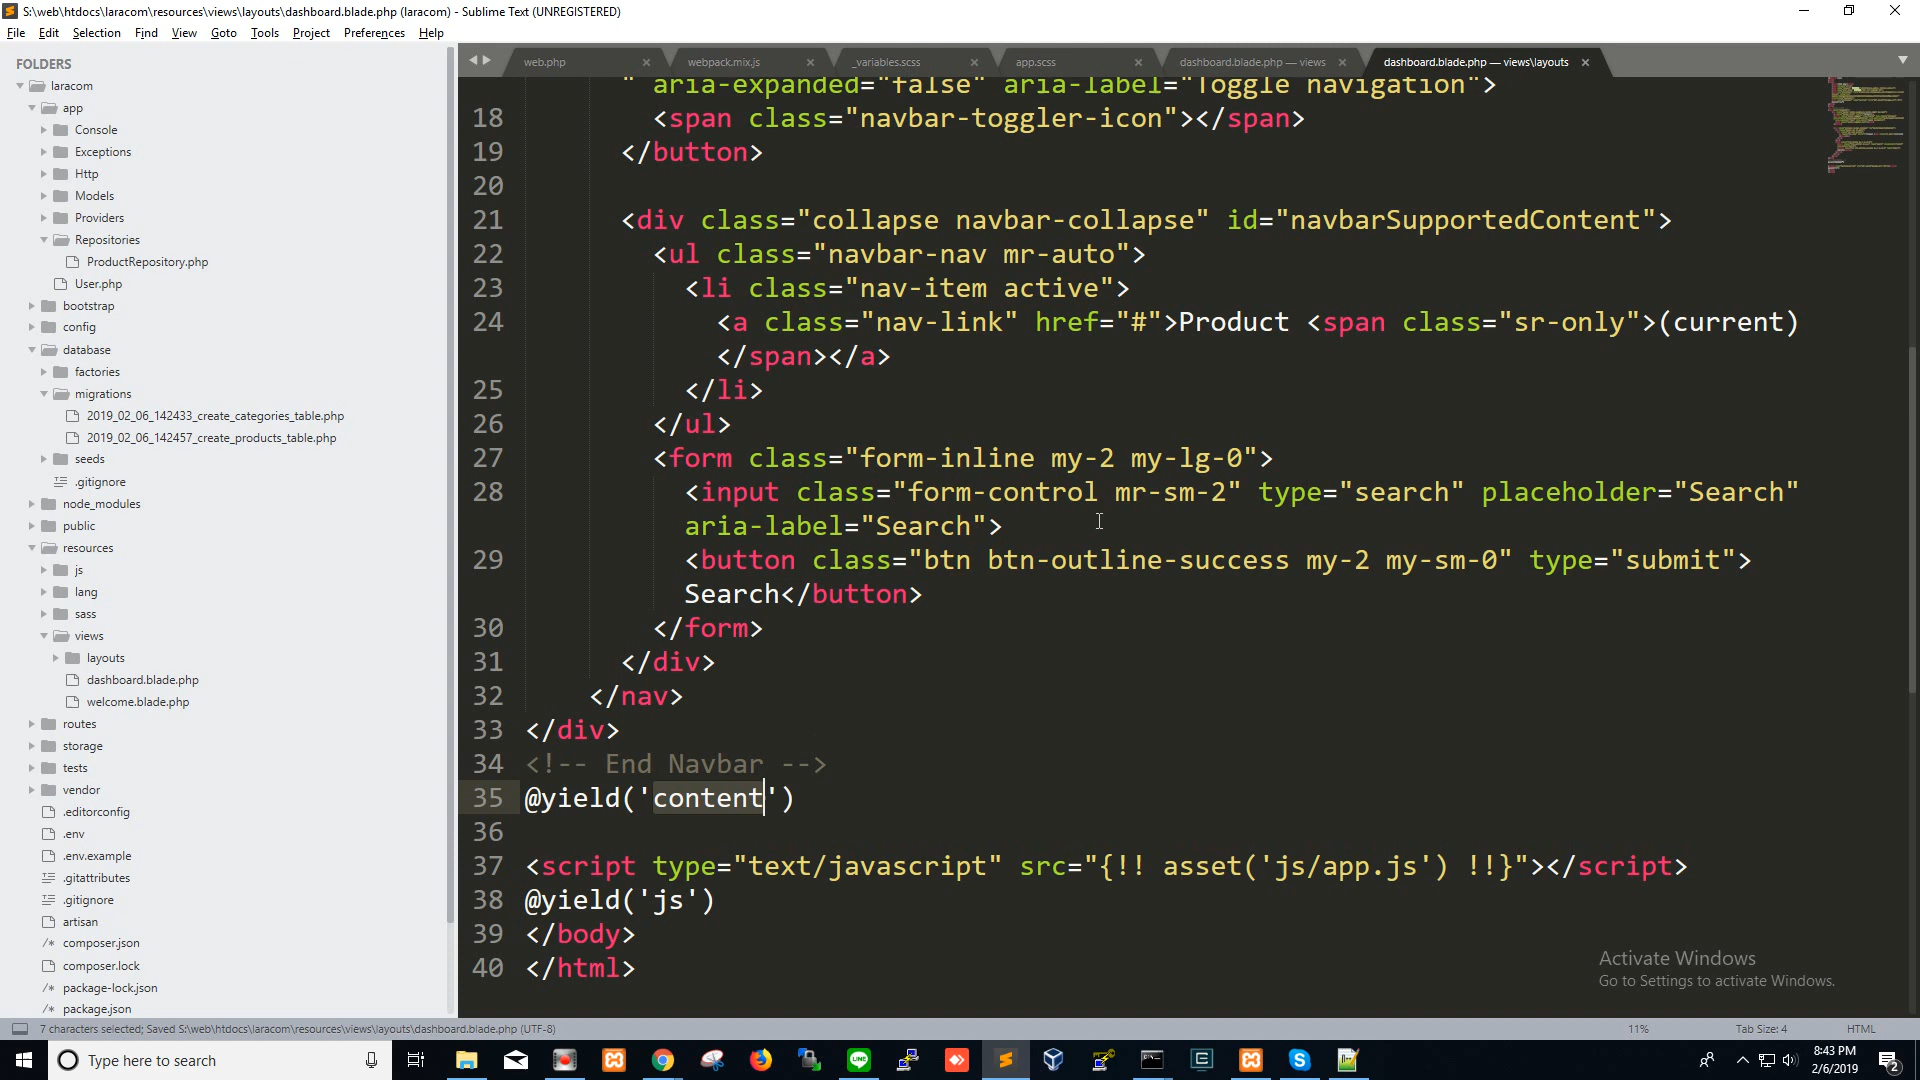 S:\web\htdocs\laracom\resources\views\layouts\dashboard.blade.php (laracom) - Sublime Text (UNREGISTERED)
File Edit Selection Find View Goto Tools Project Preferences Help
FOLDERS
laracom
app
Console
Exceptions
Http
Models
Providers
Repositories
ProductRepository.php
User.php
bootstrap
config
database
factories
migrations
2019_02_06_142433_create_categories_table.php
2019_02_06_142457_create_products_table.php
seeds
.gitignore
node_modules
public
resources
js
lang
sass
views
layouts
dashboard.blade.php
welcome.blade.php
routes
storage
tests
vendor
.editorconfig
.env
.env.example
.gitattributes
.gitignore
artisan
composer.json
composer.lock
package-lock.json
package.json
web.php webpack.mix.js _variables.scss app.scss dashboard.blade.php — views dashboard.blade.php — views\layouts
" aria-expanded="false" aria-label="Toggle navigation">
18 <span class="navbar-toggler-icon"></span>
19 </button>
20
21 <div class="collapse navbar-collapse" id="navbarSupportedContent">
22 <ul class="navbar-nav mr-auto">
23 <li class="nav-item active">
24 <a class="nav-link" href="#">Product <span class="sr-only">(current)
</span></a>
25 </li>
26 </ul>
27 <form class="form-inline my-2 my-lg-0">
28 <input class="form-control mr-sm-2" type="search" placeholder="Search"
aria-label="Search">
29 <button class="btn btn-outline-success my-2 my-sm-0" type="submit">
Search</button>
30 </form>
31 </div>
32 </nav>
33 </div>
34 <!-- End Navbar -->
35 @yield('content')
36
37 <script type="text/javascript" src="{!! asset('js/app.js') !!}"></script>
38 @yield('js')
39 </body>
40 </html>
Activate Windows
Go to Settings to activate Windows.
7 characters selected; Saved S:\web\htdocs\laracom\resources\views\layouts\dashboard.blade.php (UTF-8) 11% Tab Size: 4 HTML
Type here to search
8:43 PM
2/6/2019
2